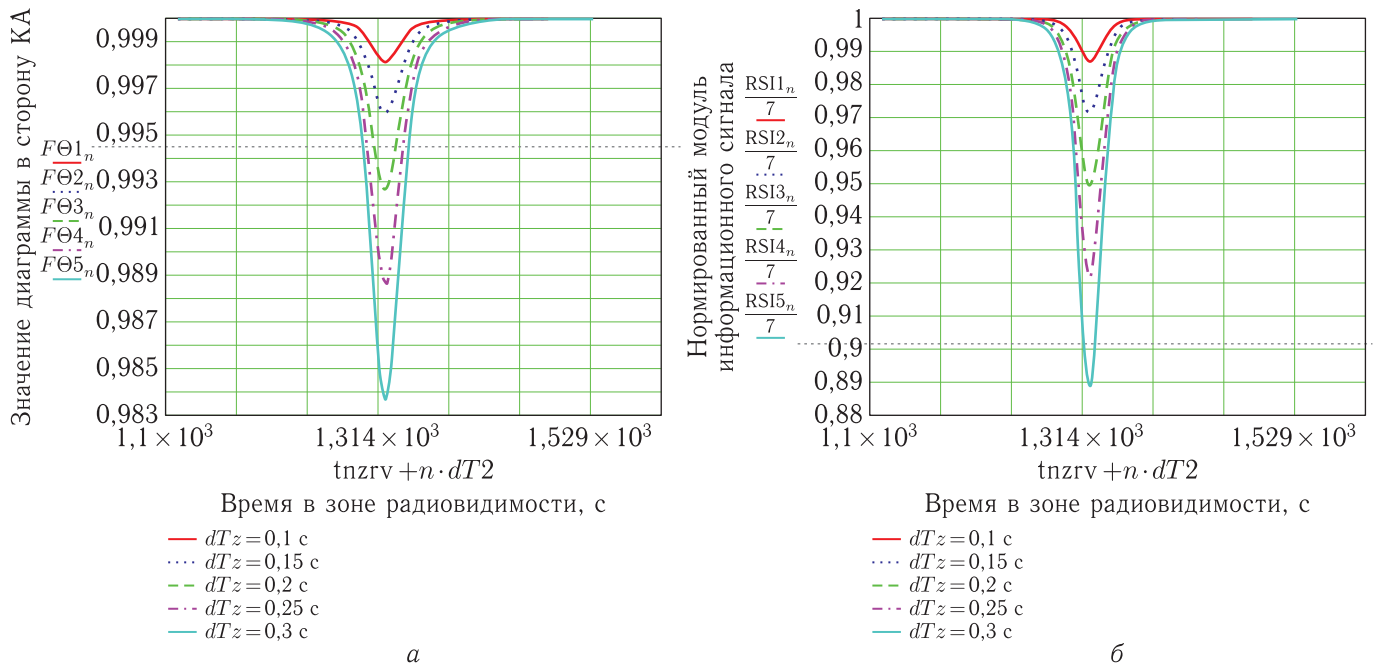 Значение диаграммы в сторону КА
0,999
0,997
0,995
0,993
0,991
0,989
0,987
0,985
0,983
FΘ1n
FΘ2n
FΘ3n
FΘ4n
FΘ5n
1,1 × 10³
1,314 × 10³
1,529 × 10³
tnzrv + n · dT2
Время в зоне радиовидимости, с
dTz = 0,1 с
dTz = 0,15 с
dTz = 0,2 с
dTz = 0,25 с
dTz = 0,3 с
а
Нормированный модуль
информационного сигнала
RSI1n
7
RSI2n
7
RSI3n
7
RSI4n
7
RSI5n
7
1
0,99
0,98
0,97
0,96
0,95
0,94
0,93
0,92
0,91
0,9
0,89
0,88
1,1 × 10³
1,314 × 10³
1,529 × 10³
tnzrv + n · dT2
Время в зоне радиовидимости, с
dTz = 0,1 с
dTz = 0,15 с
dTz = 0,2 с
dTz = 0,25 с
dTz = 0,3 с
б